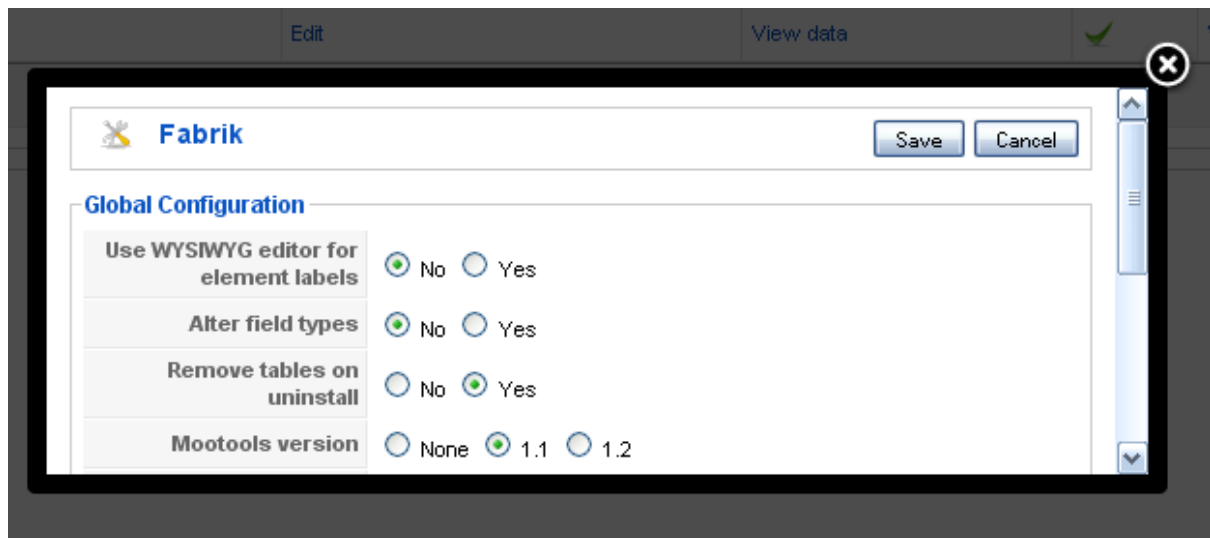 Edit View data
Fabrik Save Cancel
Global Configuration
Use WYSIWYG editor for
element labels
No Yes
Alter field types No Yes
Remove tables on
uninstall
No Yes
Mootools version None 1.1 1.2